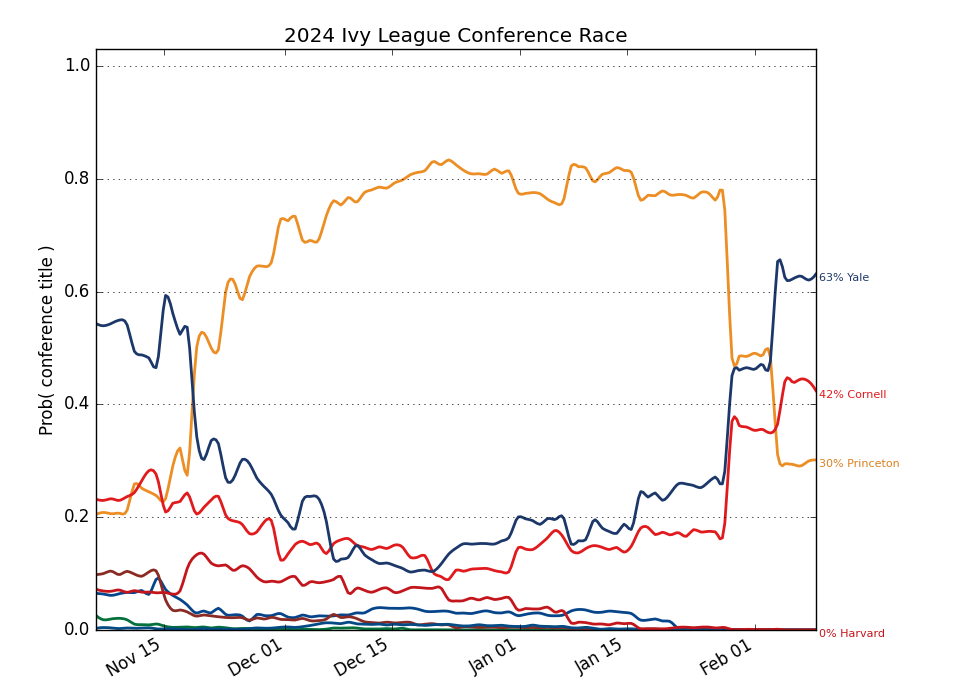 2024 Ivy League Conference Race
1.0
0.8
0.6
0.4
0.2
0.0
Prob( conference title )
63% Yale
42% Cornell
30% Princeton
0% Harvard
Nov 15
Dec 01
Dec 15
Jan 01
Jan 15
Feb 01